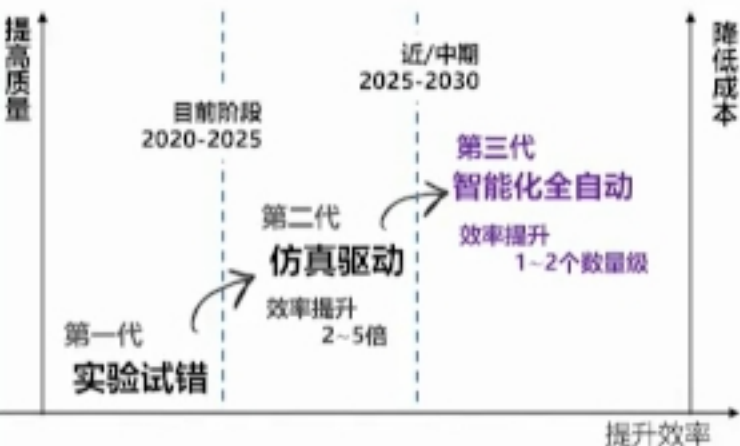 提高质量
降低成本
近/中期
2025-2030
目前阶段
2020-2025
第三代
智能化全自动
效率提升
1~2个数量级
第二代
仿真驱动
效率提升
2~5倍
第一代
实验试错
提升效率